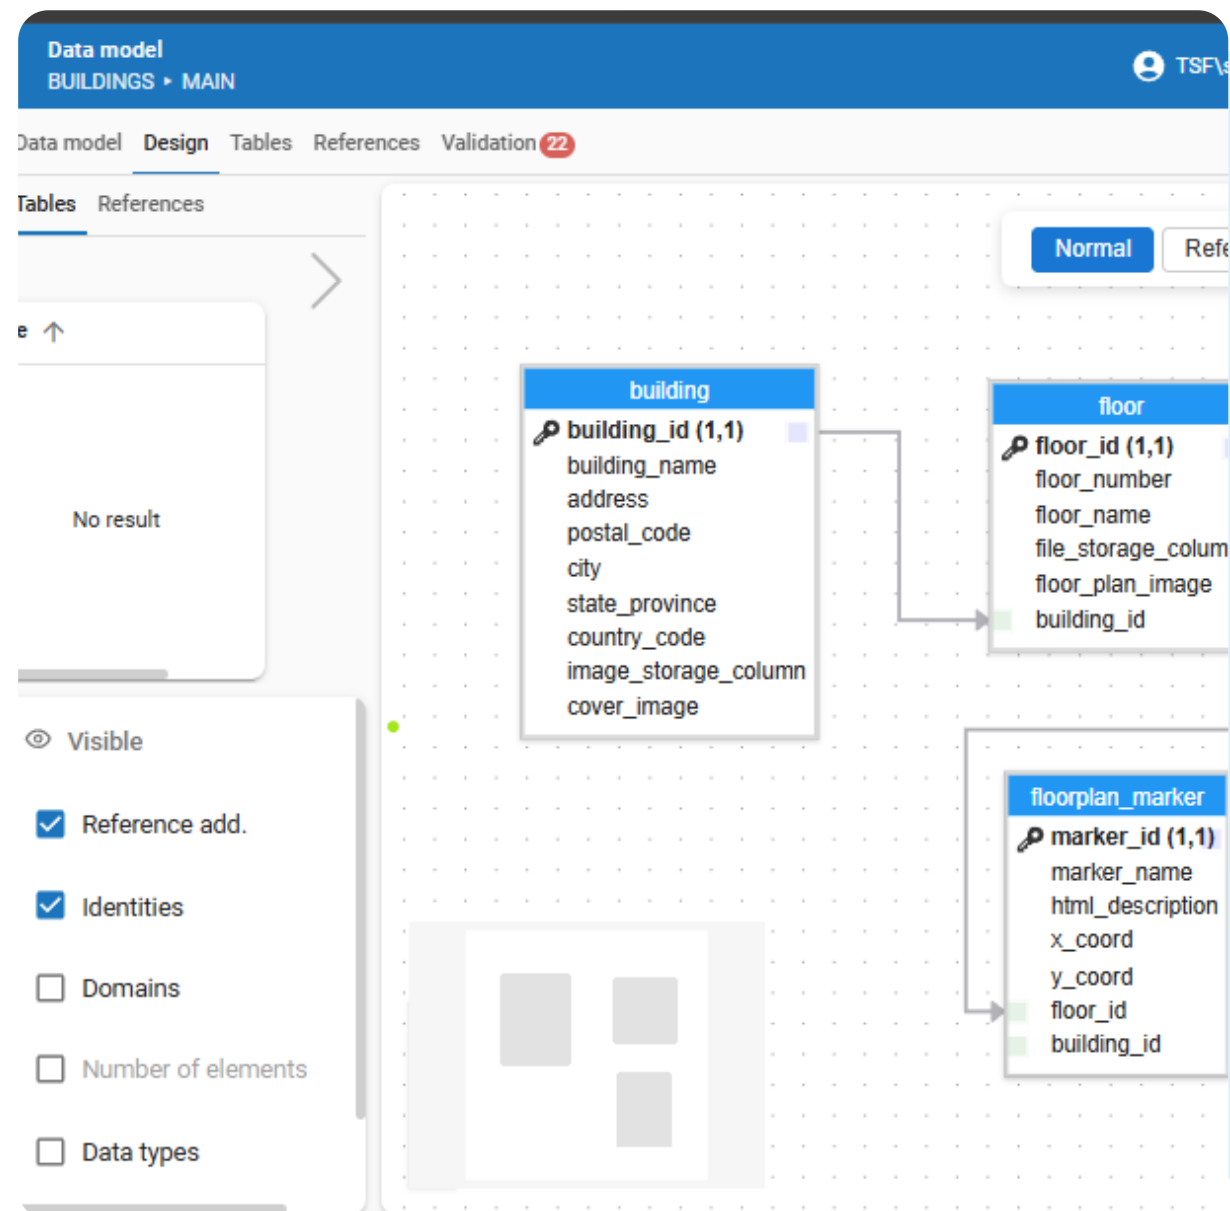 Data model
BUILDINGS ▸ MAIN
TSF\s
Data model Design Tables References Validation 22
Tables References
Normal Refe
e
No result
building
building_id (1,1)
building_name
address
postal_code
city
state_province
country_code
image_storage_column
cover_image
floor
floor_id (1,1)
floor_number
floor_name
file_storage_colum
floor_plan_image
building_id
Visible
Reference add.
Identities
Domains
Number of elements
Data types
floorplan_marker
marker_id (1,1)
marker_name
html_description
x_coord
y_coord
floor_id
building_id